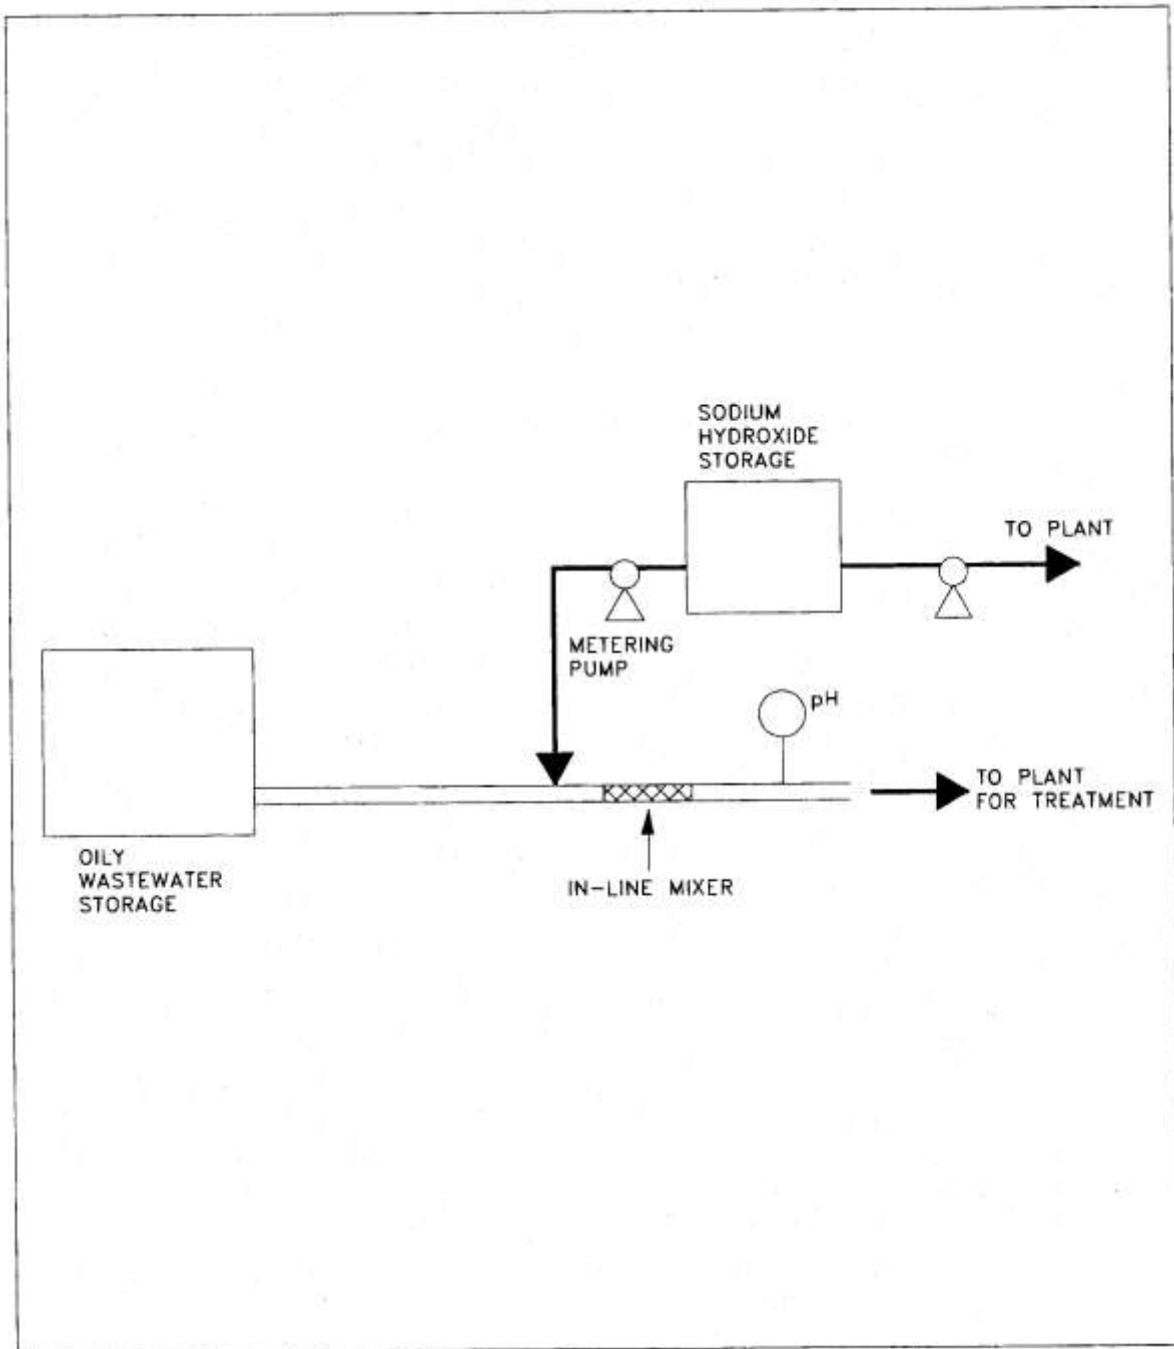 SODIUM
HYDROXIDE
STORAGE
TO PLANT
METERING
PUMP
pH
TO PLANT
FOR TREATMENT
OILY
WASTEWATER
STORAGE
IN-LINE MIXER